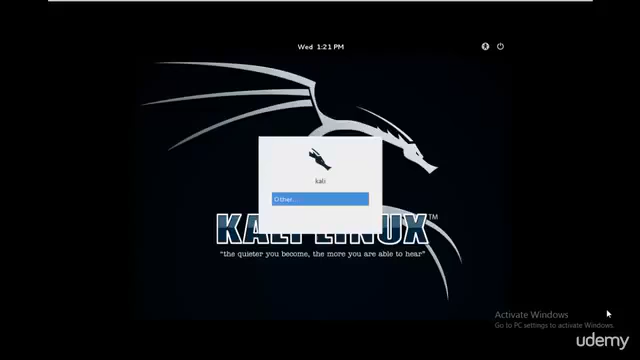 Wed 1:21 PM
kali
Other...
KALI LINUX™
"the quieter you become, the more you are able to hear"
Activate Windows
Go to PC settings to activate Windows.
udemy